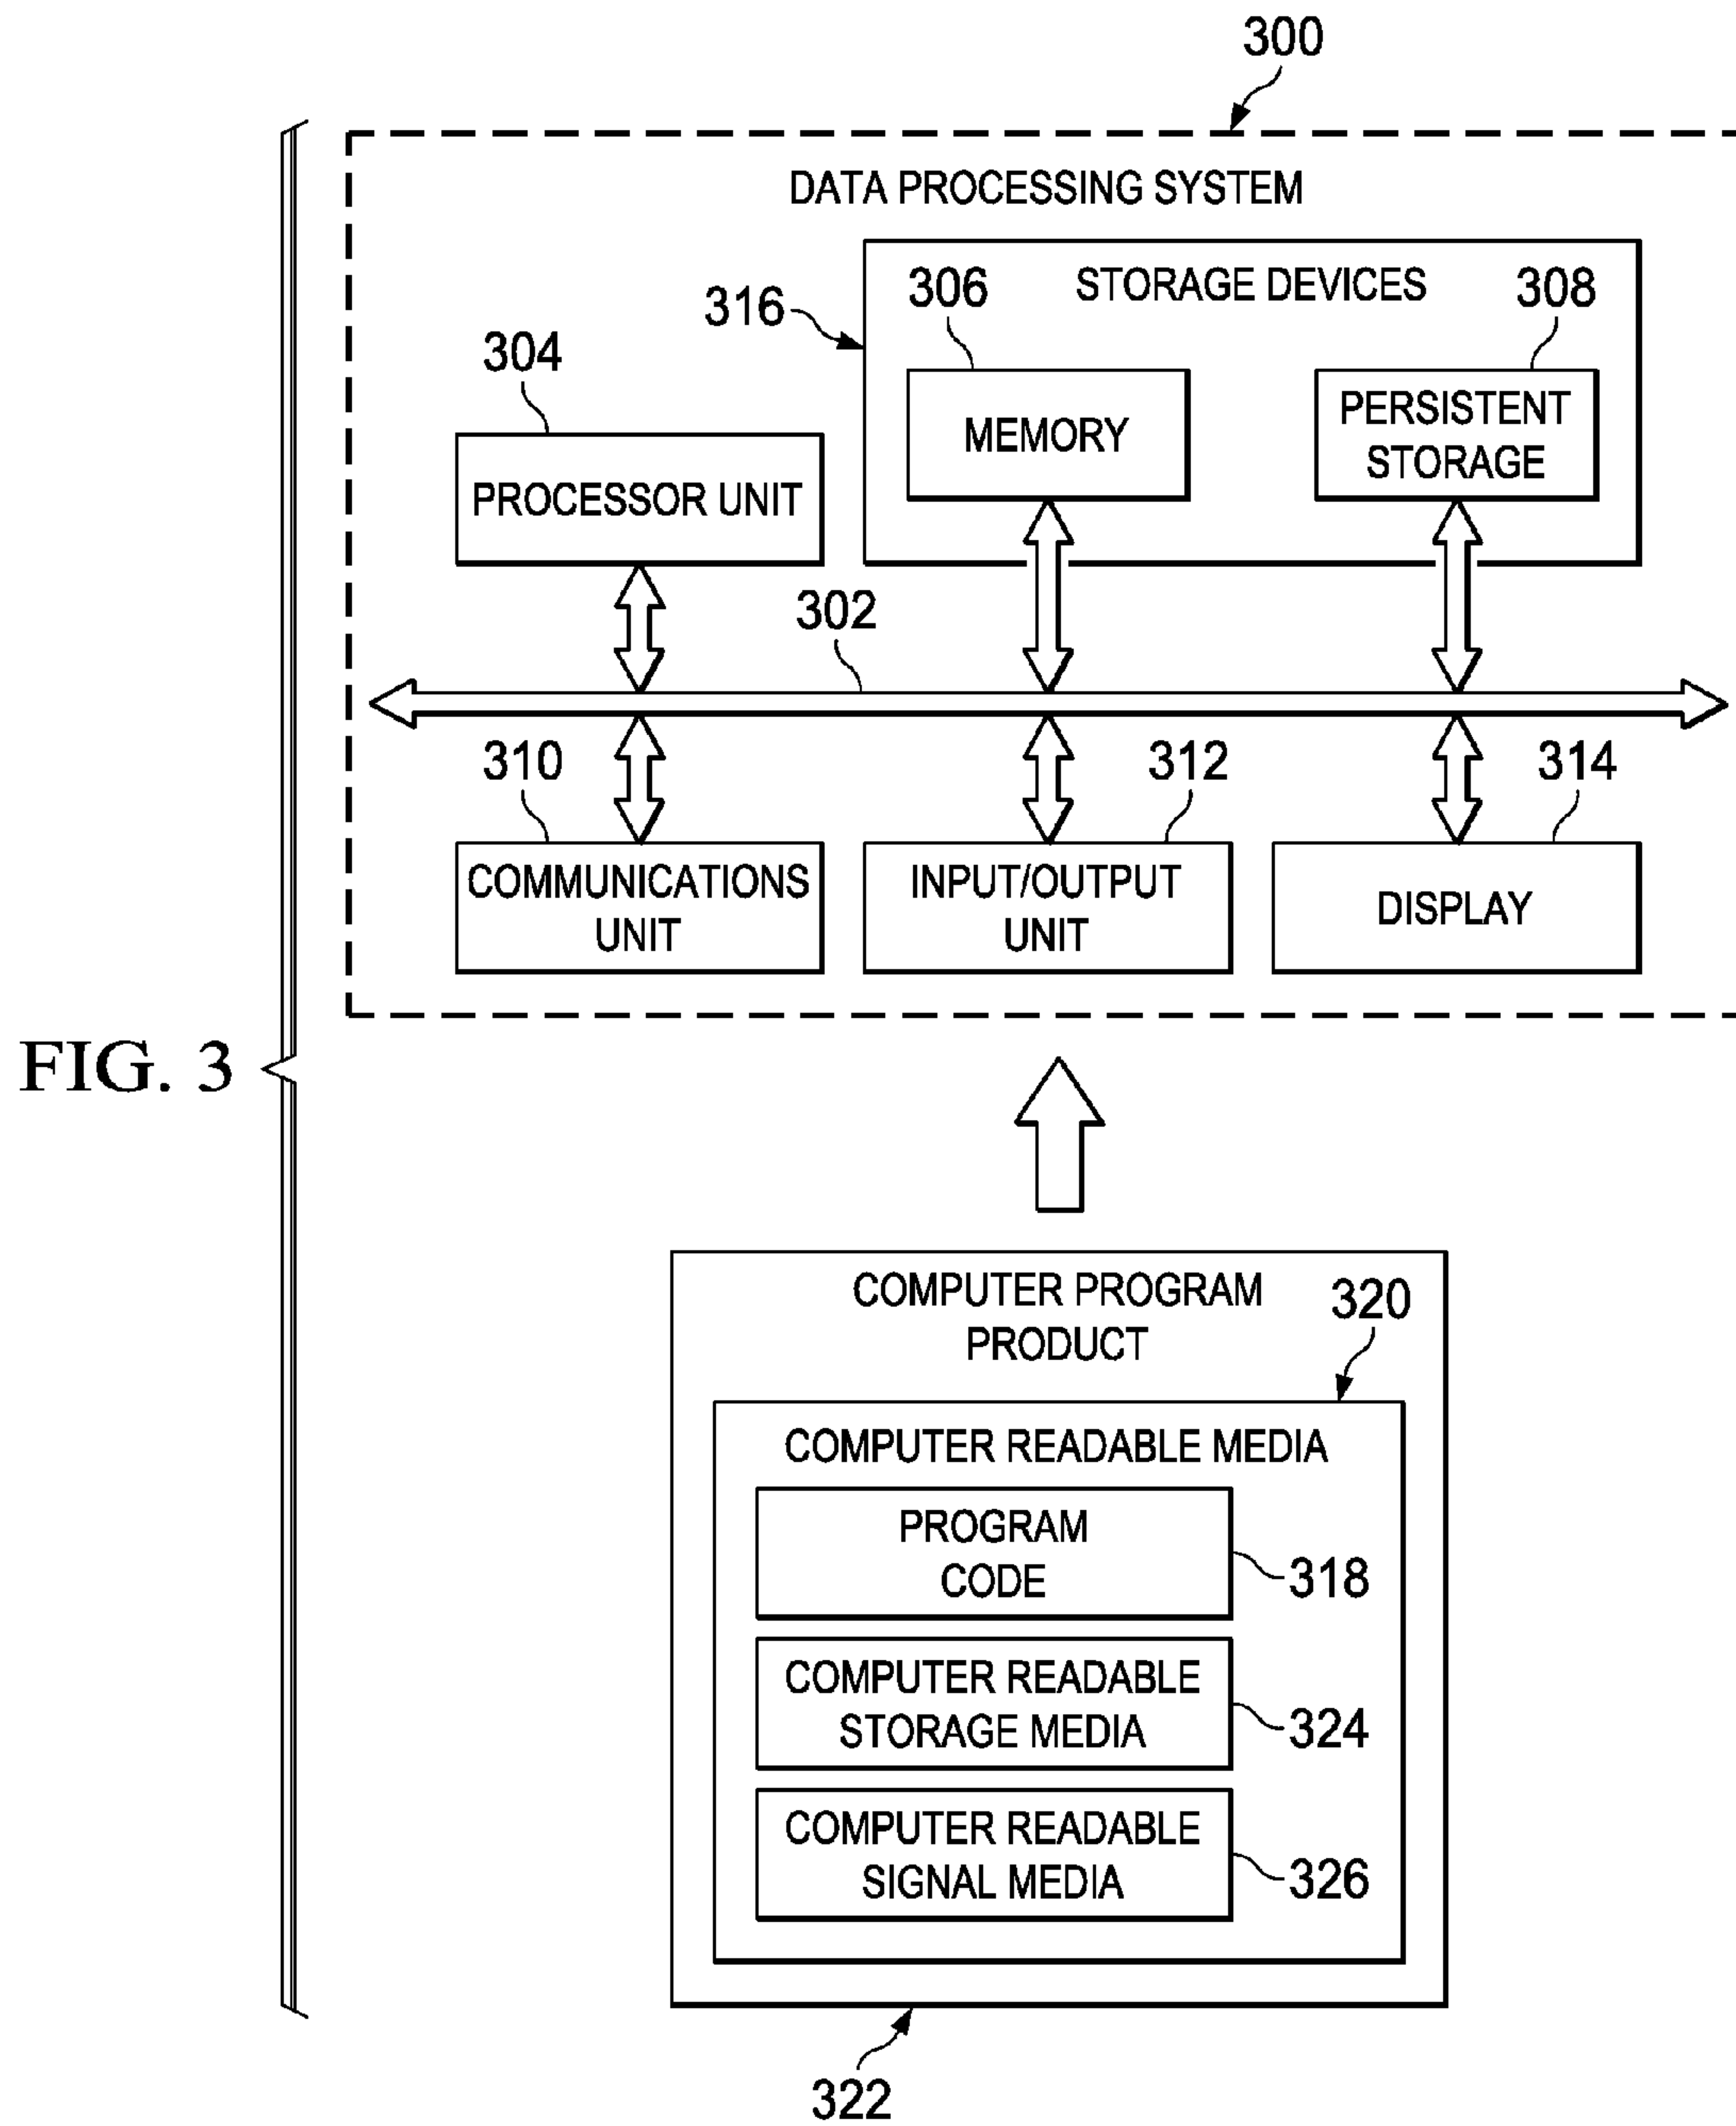 300
DATA PROCESSING SYSTEM
316
306
STORAGE DEVICES
308
304
MEMORY
PERSISTENT
STORAGE
PROCESSOR UNIT
302
310
312
314
COMMUNICATIONS
UNIT
INPUT/OUTPUT
UNIT
DISPLAY
FIG. 3
COMPUTER PROGRAM
PRODUCT
320
COMPUTER READABLE MEDIA
PROGRAM
CODE
318
COMPUTER READABLE
STORAGE MEDIA
324
COMPUTER READABLE
SIGNAL MEDIA
326
322